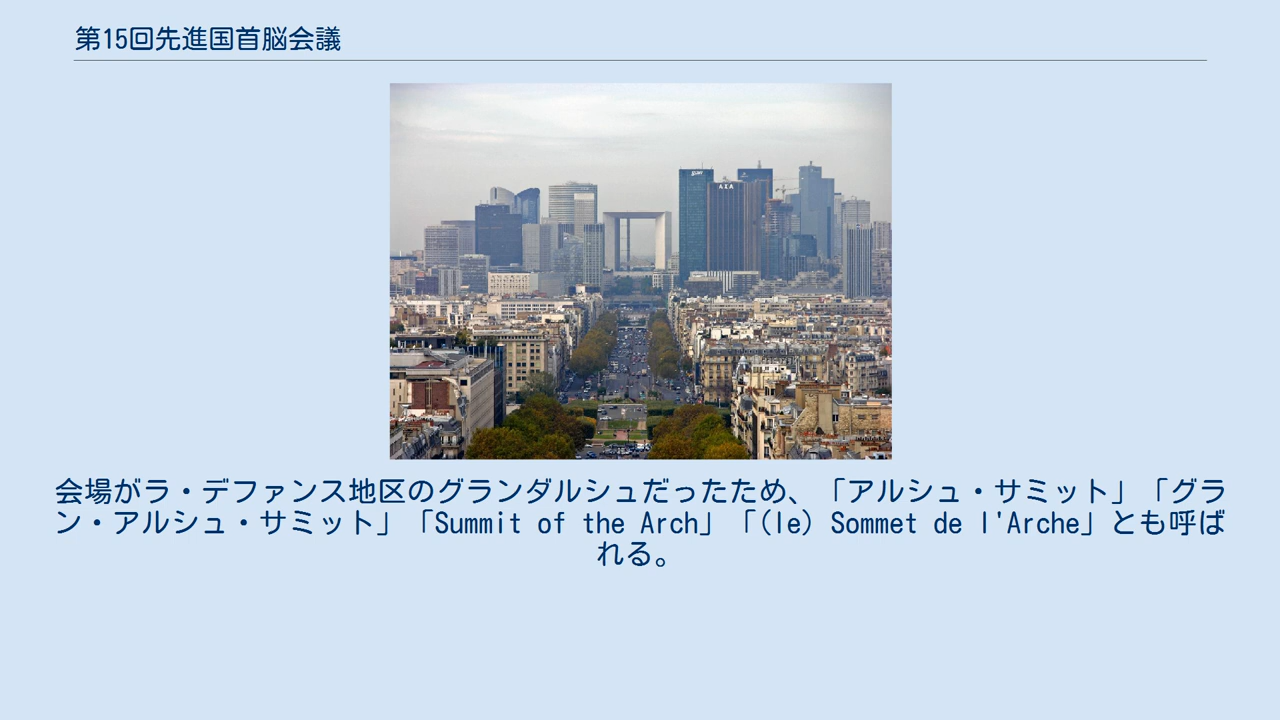 第15回先進国首脳会議
AXA
会場がラ・デファンス地区のグランダルシュだったため、「アルシュ・サミット」「グラ
ン・アルシュ・サミット」「Summit of the Arch」「(le) Sommet de l'Arche」とも呼ば
れる。